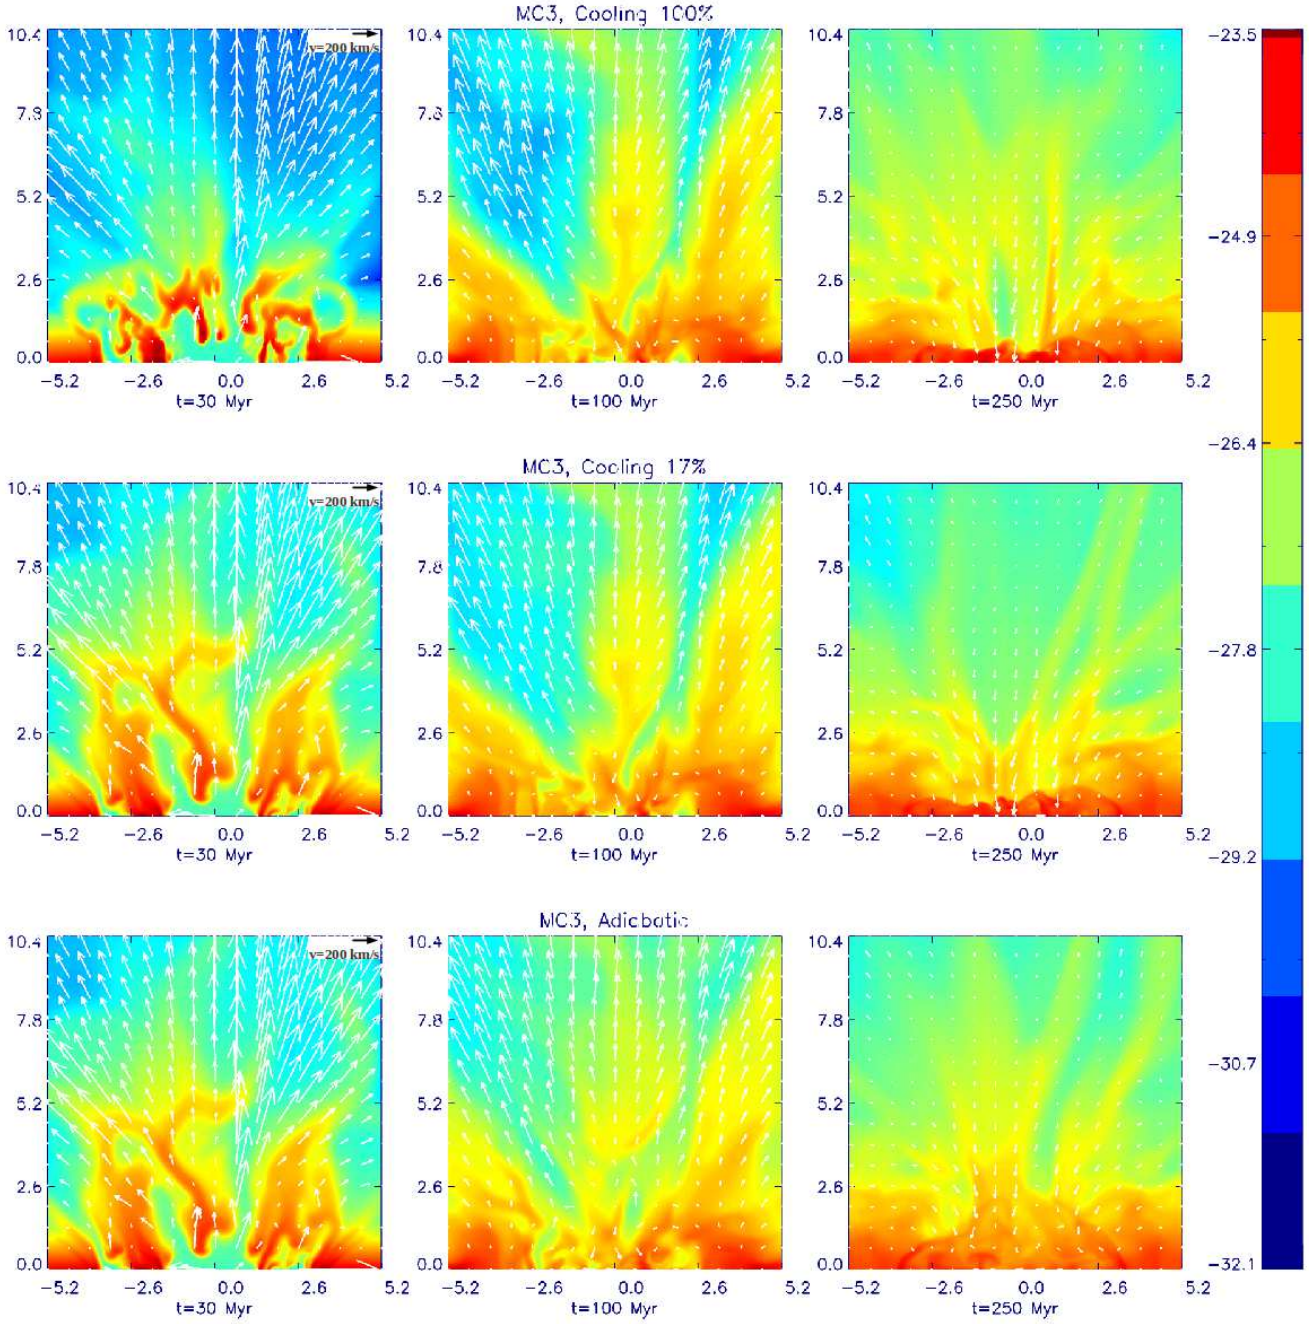 MC3, Cooling 100%
10.4 7.8 5.2 2.6 0.0
v=200 km/s
-5.2 -2.6 0.0 2.6 5.2
t=30 Myr
10.4 7.8 5.2 2.6 0.0
-5.2 -2.6 0.0 2.6 5.2
t=100 Myr
10.4 7.8 5.2 2.6 0.0
-5.2 -2.6 0.0 2.6 5.2
t=250 Myr
MC3, Cooling 17%
10.4 7.8 5.2 2.6 0.0
v=200 km/s
-5.2 -2.6 0.0 2.6 5.2
t=30 Myr
10.4 7.8 5.2 2.6 0.0
-5.2 -2.6 0.0 2.6 5.2
t=100 Myr
10.4 7.8 5.2 2.6 0.0
-5.2 -2.6 0.0 2.6 5.2
t=250 Myr
MC3, Adiabatic
10.4 7.8 5.2 2.6 0.0
v=200 km/s
-5.2 -2.6 0.0 2.6 5.2
t=30 Myr
10.4 7.8 5.2 2.6 0.0
-5.2 -2.6 0.0 2.6 5.2
t=100 Myr
10.4 7.8 5.2 2.6 0.0
-5.2 -2.6 0.0 2.6 5.2
t=250 Myr
-23.5
-24.9
-26.4
-27.8
-29.2
-30.7
-32.1